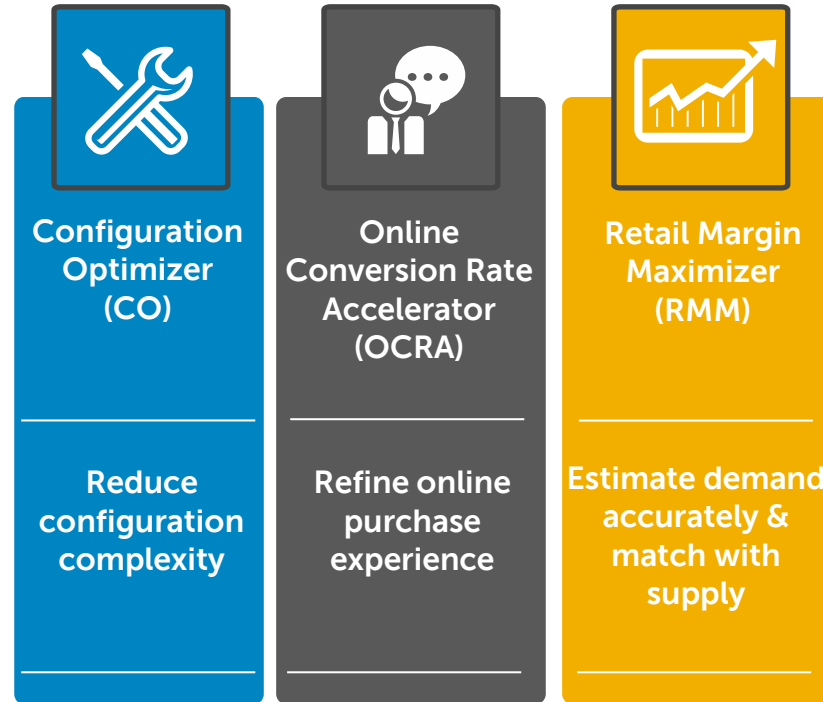 Configuration
Optimizer
(CO)
Reduce
configuration
complexity
Online
Conversion Rate
Accelerator
(OCRA)
Refine online
purchase
experience
Retail Margin
Maximizer
(RMM)
Estimate demand
accurately &
match with
supply